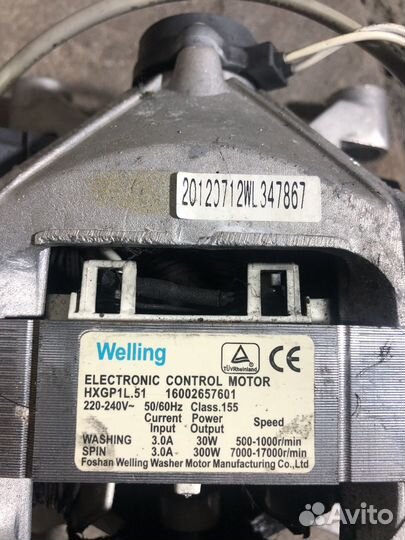 20120712WL347867
Welling
TÜVRheinland
CE
ELECTRONIC CONTROL MOTOR
HXGP1L.51 16002657601
220-240V~ 50/60Hz Class.155
Current Power Speed
Input Output
WASHING 3.0A 30W 500-1000r/min
SPIN 3.0A 300W 7000-17000r/min
Foshan Welling Washer Motor Manufacturing Co.,Ltd
Avito